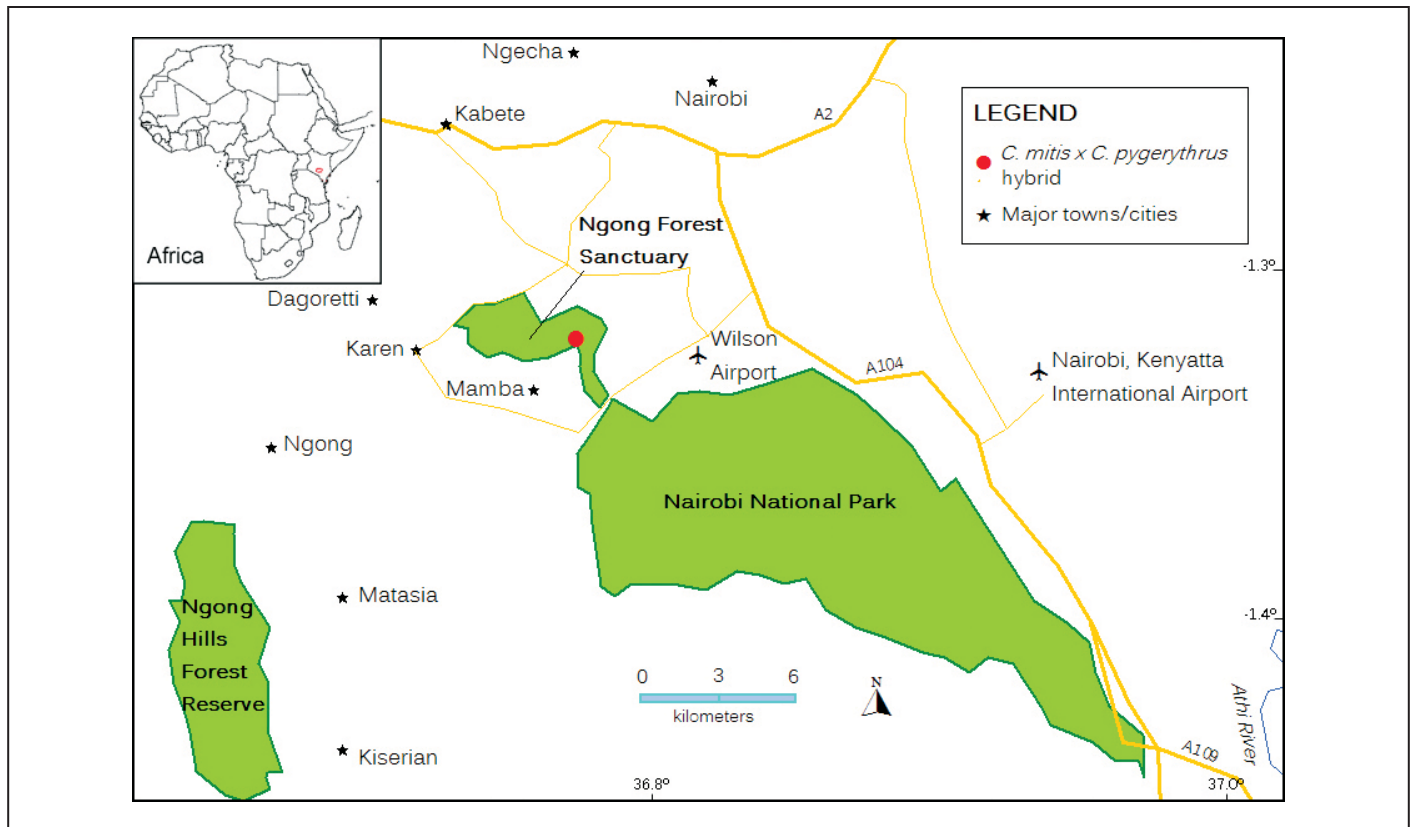 Ngecha
Nairobi
Kabete
A2
LEGEND
C. mitis x C. pygerythrus
hybrid
Major towns/cities
Africa
Ngong Forest
Sanctuary
-1.3º
Dagoretti
Karen
Wilson
Airport
Mamba
A104
Nairobi, Kenyatta
International Airport
Ngong
Nairobi National Park
Matasia
Ngong
Hills
Forest
Reserve
-1.4º
0 3 6
kilometers
N
Athi River
Kiserian
A109
36.8º
37.0º